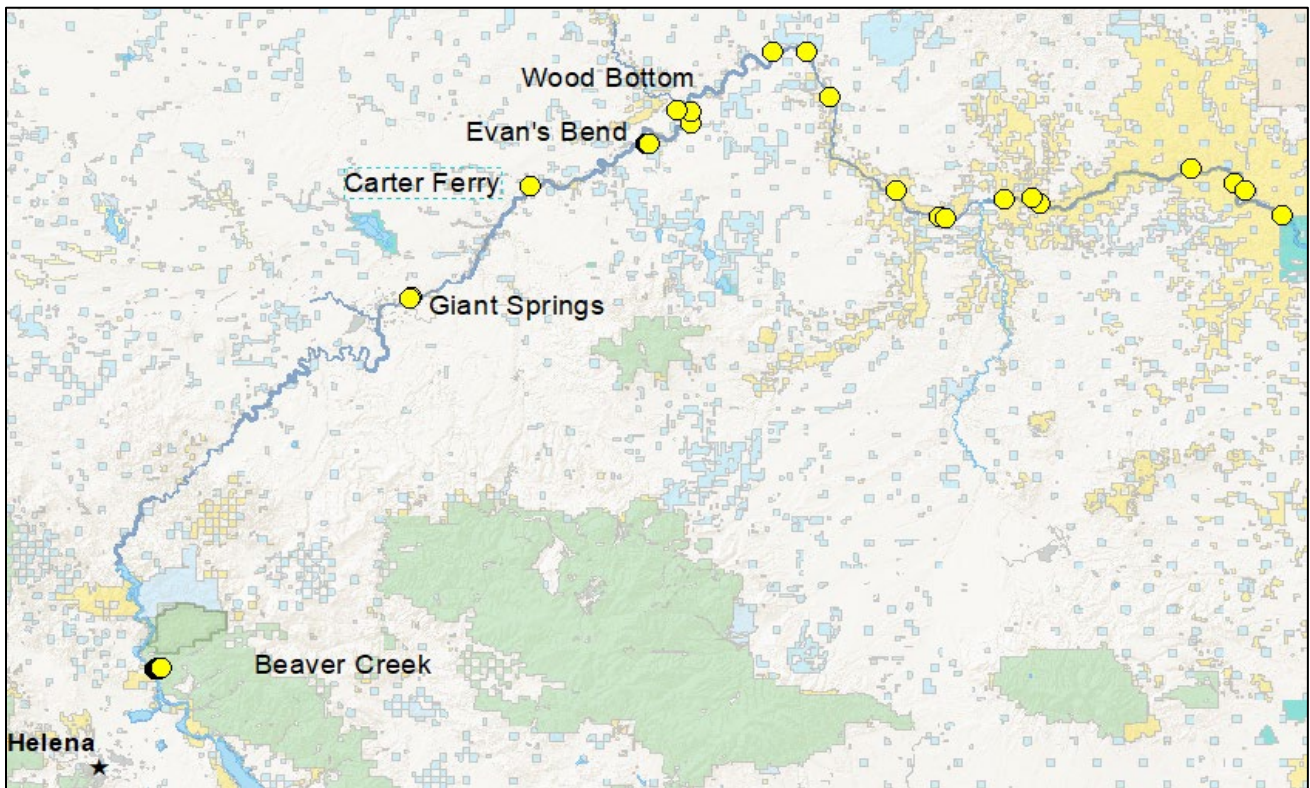 Wood Bottom
Evan's Bend
Carter Ferry
Giant Springs
Beaver Creek
Helena